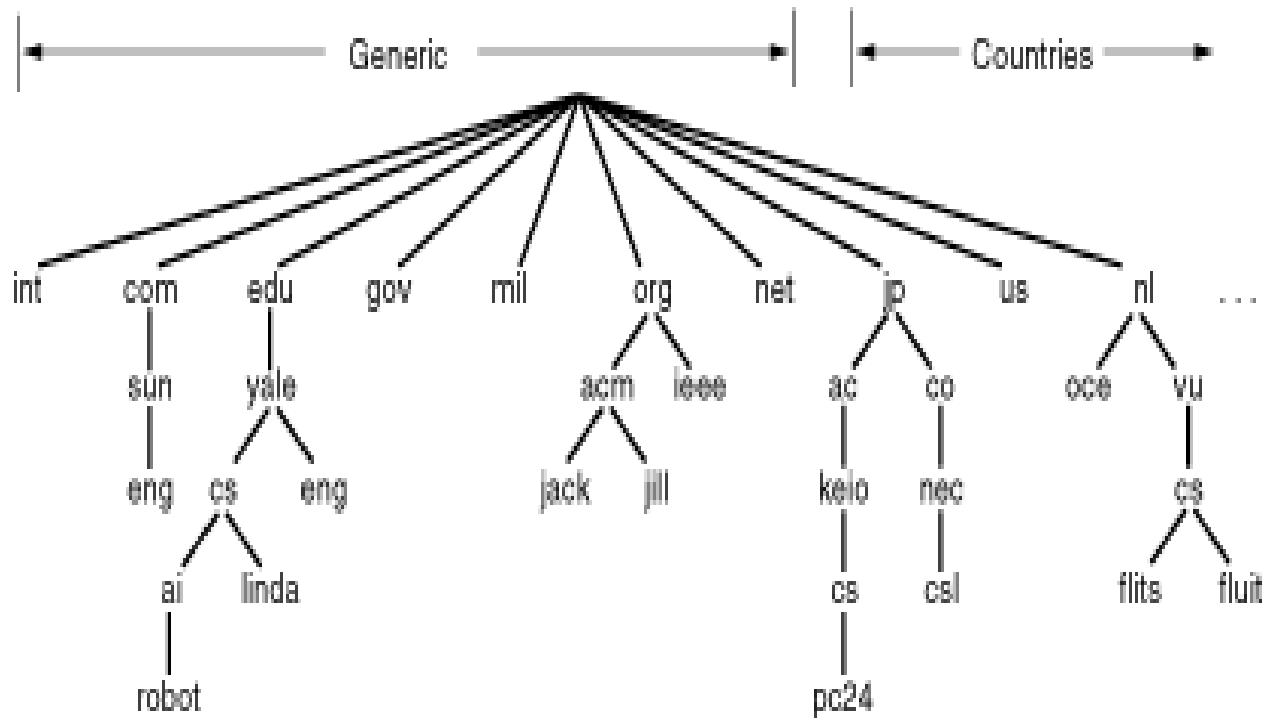 Generic Countries
int com edu gov mil org net jp us nl ...
sun yale acm ieee ac co oce vu
eng cs eng jack jill keio nec cs
ai linda cs csl flits fluit
robot pc24